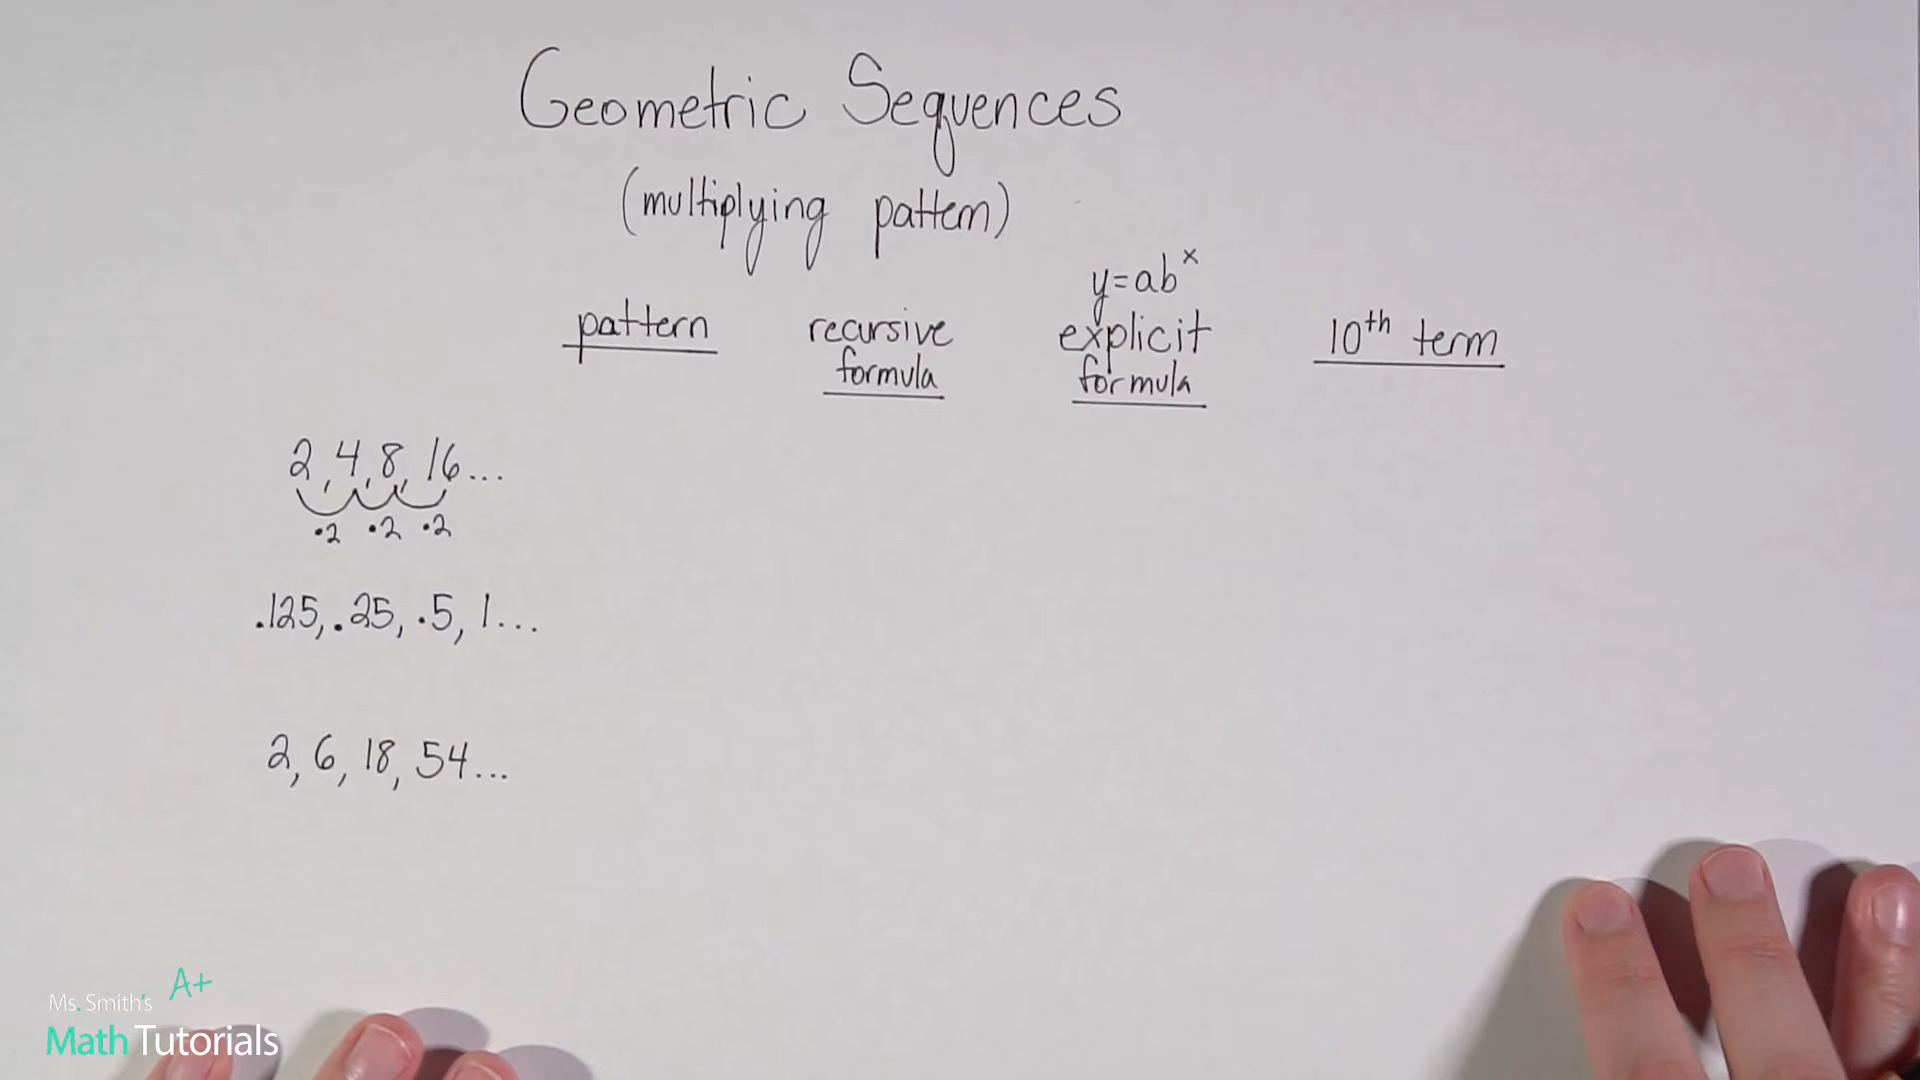 Geometric Sequences
(multiplying pattern)
y=abˣ
pattern
recursive
formula
explicit
formula
10ᵗʰ term
2, 4, 8, 16...
·2 ·2 ·2
.125, .25, .5, 1...
2, 6, 18, 54...
Ms. Smith's A+
Math Tutorials